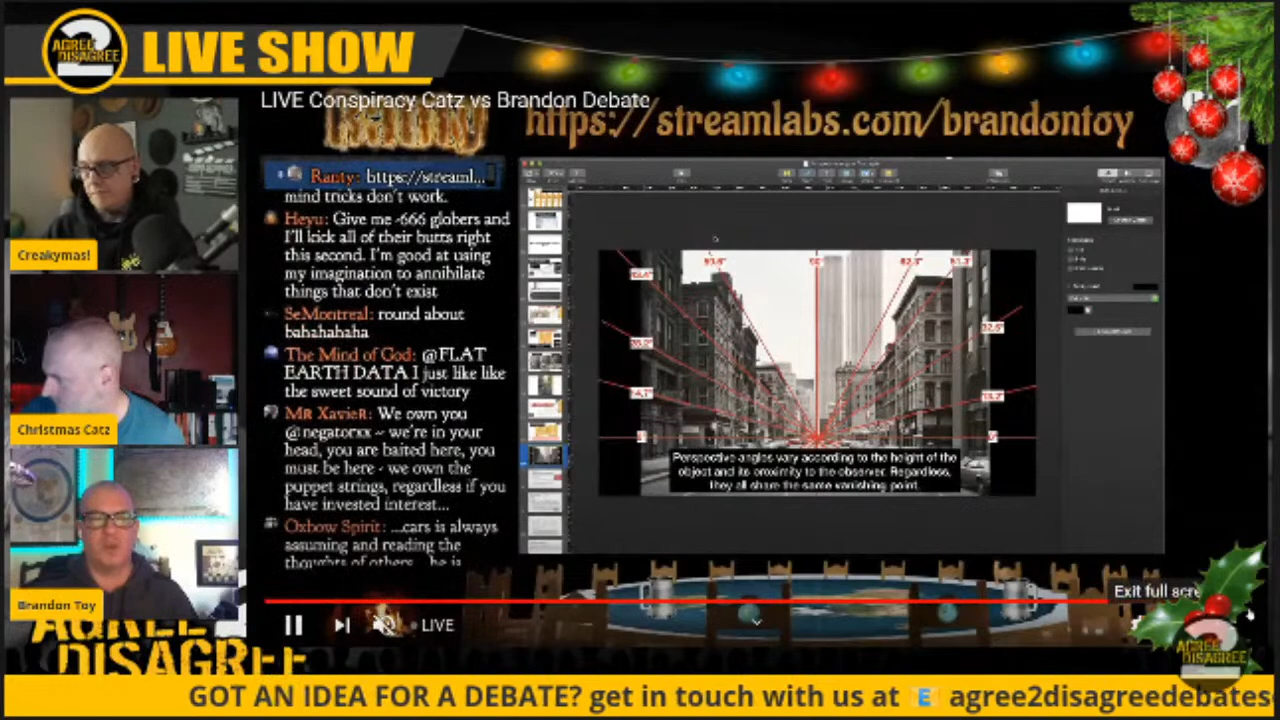 AGREE
2
DISAGREE
LIVE SHOW
LIVE Conspiracy Catz vs Brandon Debate
Ranty
https://streamlabs.com/brandontoy
Creakymas!
Christmas Catz
Brandon Toy
Ranty: https://streaml...
mind tricks don't work.
Heyu: Give me -666 globers and
I'll kick all of their butts right
this second. I'm good at using
my imagination to annihilate
things that don't exist
SeMontreal: round about
bahahahaha
The Mind of God: @FLAT
EARTH DATA I just like like
the sweet sound of victory
MR XavieR: We own you
@negatorxx ~ we're in your
head, you are baited here, you
must be here - we own the
puppet strings, regardless if you
have invested interest...
Oxbow Spirit: ...cars is always
assuming and reading the
thoughts of others... he is
90°
Perspective angles vary according to the height of the
object and its proximity to the observer. Regardless,
they all share the same vanishing point.
Exit full scre
LIVE
AGREE
DISAGREE
AGREE
2
DISAGREE
GOT AN IDEA FOR A DEBATE? get in touch with us at agree2disagreedebates